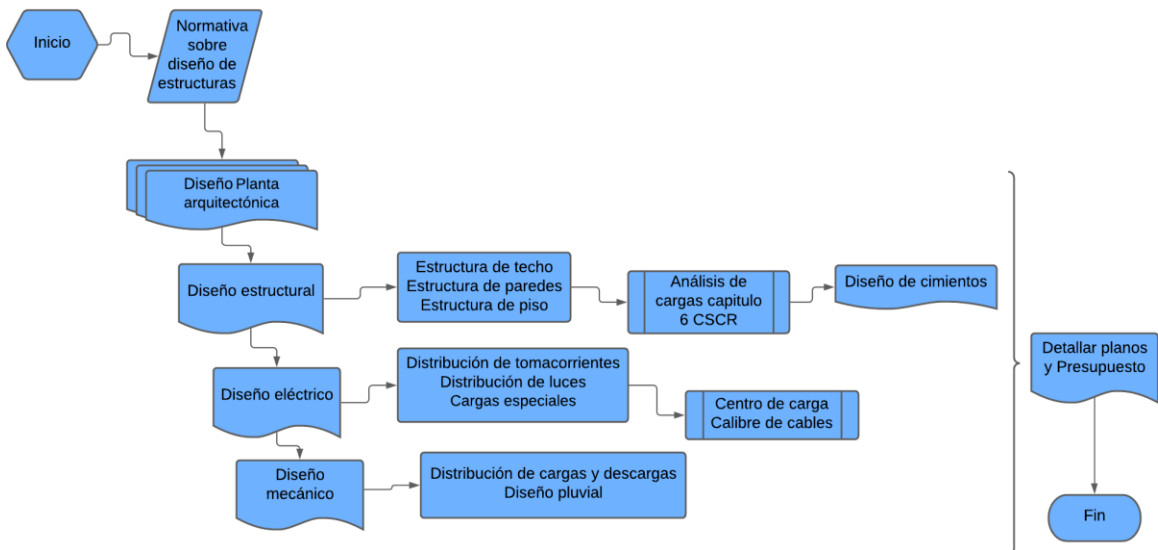 Inicio
Normativa
sobre
diseño de
estructuras
Diseño Planta
arquitectónica
Diseño estructural
Estructura de techo
Estructura de paredes
Estructura de piso
Análisis de
cargas capitulo
6 CSCR
Diseño de cimientos
Diseño eléctrico
Distribución de tomacorrientes
Distribución de luces
Cargas especiales
Centro de carga
Calibre de cables
Diseño
mecánico
Distribución de cargas y descargas
Diseño pluvial
Detallar planos
y Presupuesto
Fin